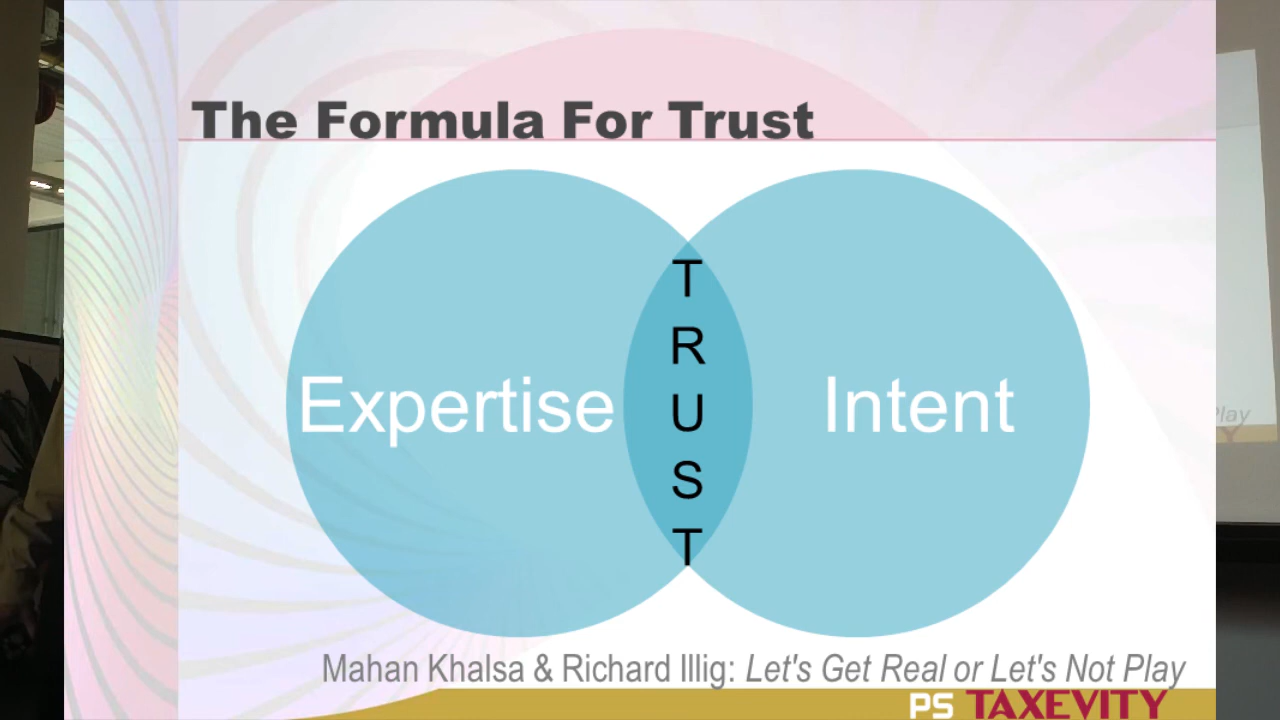 The Formula For Trust
Expertise
T
R
U
S
T
Intent
Mahan Khalsa & Richard Illig: Let's Get Real or Let's Not Play
PS TAXEVITY
Play